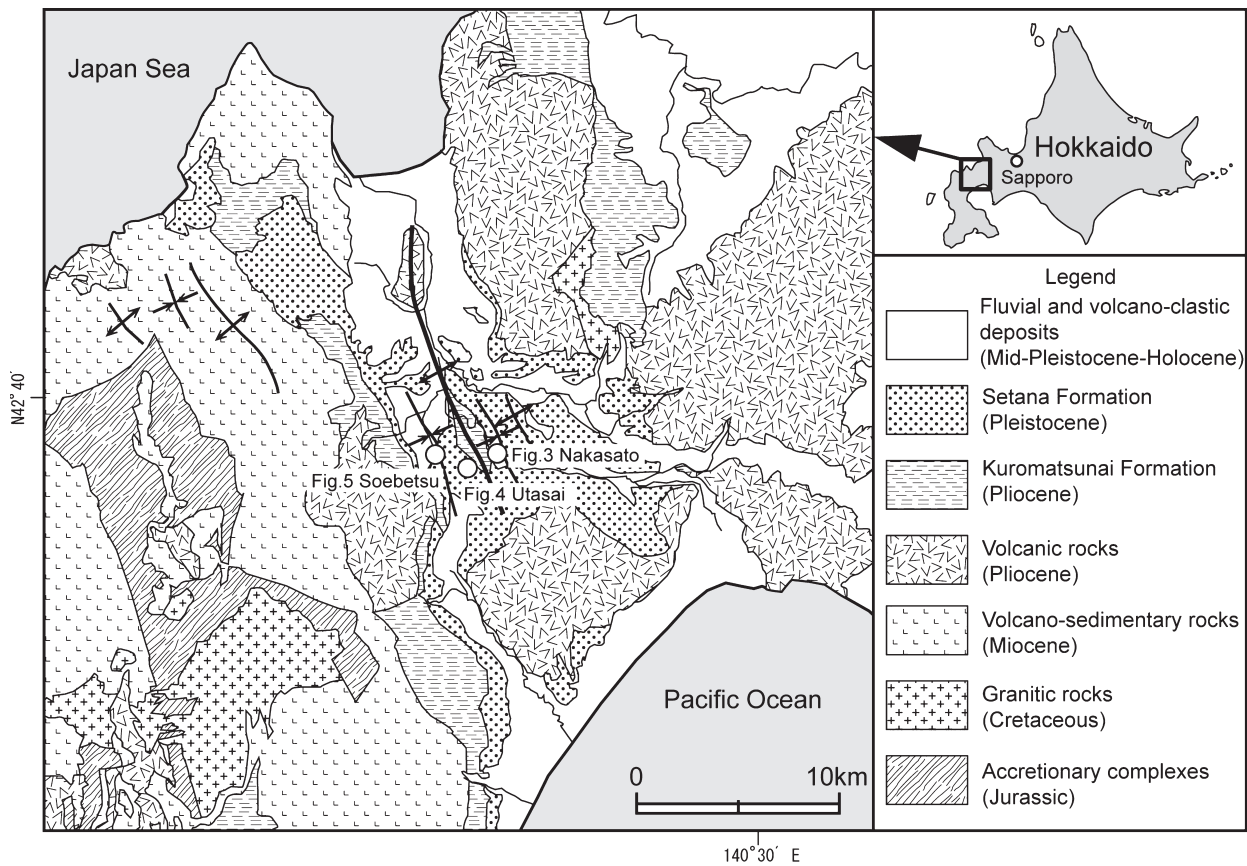 Japan Sea
N42° 40′
Fig.3 Nakasato
Fig.5 Soebetsu
Fig.4 Utasai
Pacific Ocean
0 10km
140°30′ E
Hokkaido
Sapporo
Legend
Fluvial and volcano-clastic
deposits
(Mid-Pleistocene-Holocene)
Setana Formation
(Pleistocene)
Kuromatsunai Formation
(Pliocene)
Volcanic rocks
(Pliocene)
Volcano-sedimentary rocks
(Miocene)
Granitic rocks
(Cretaceous)
Accretionary complexes
(Jurassic)